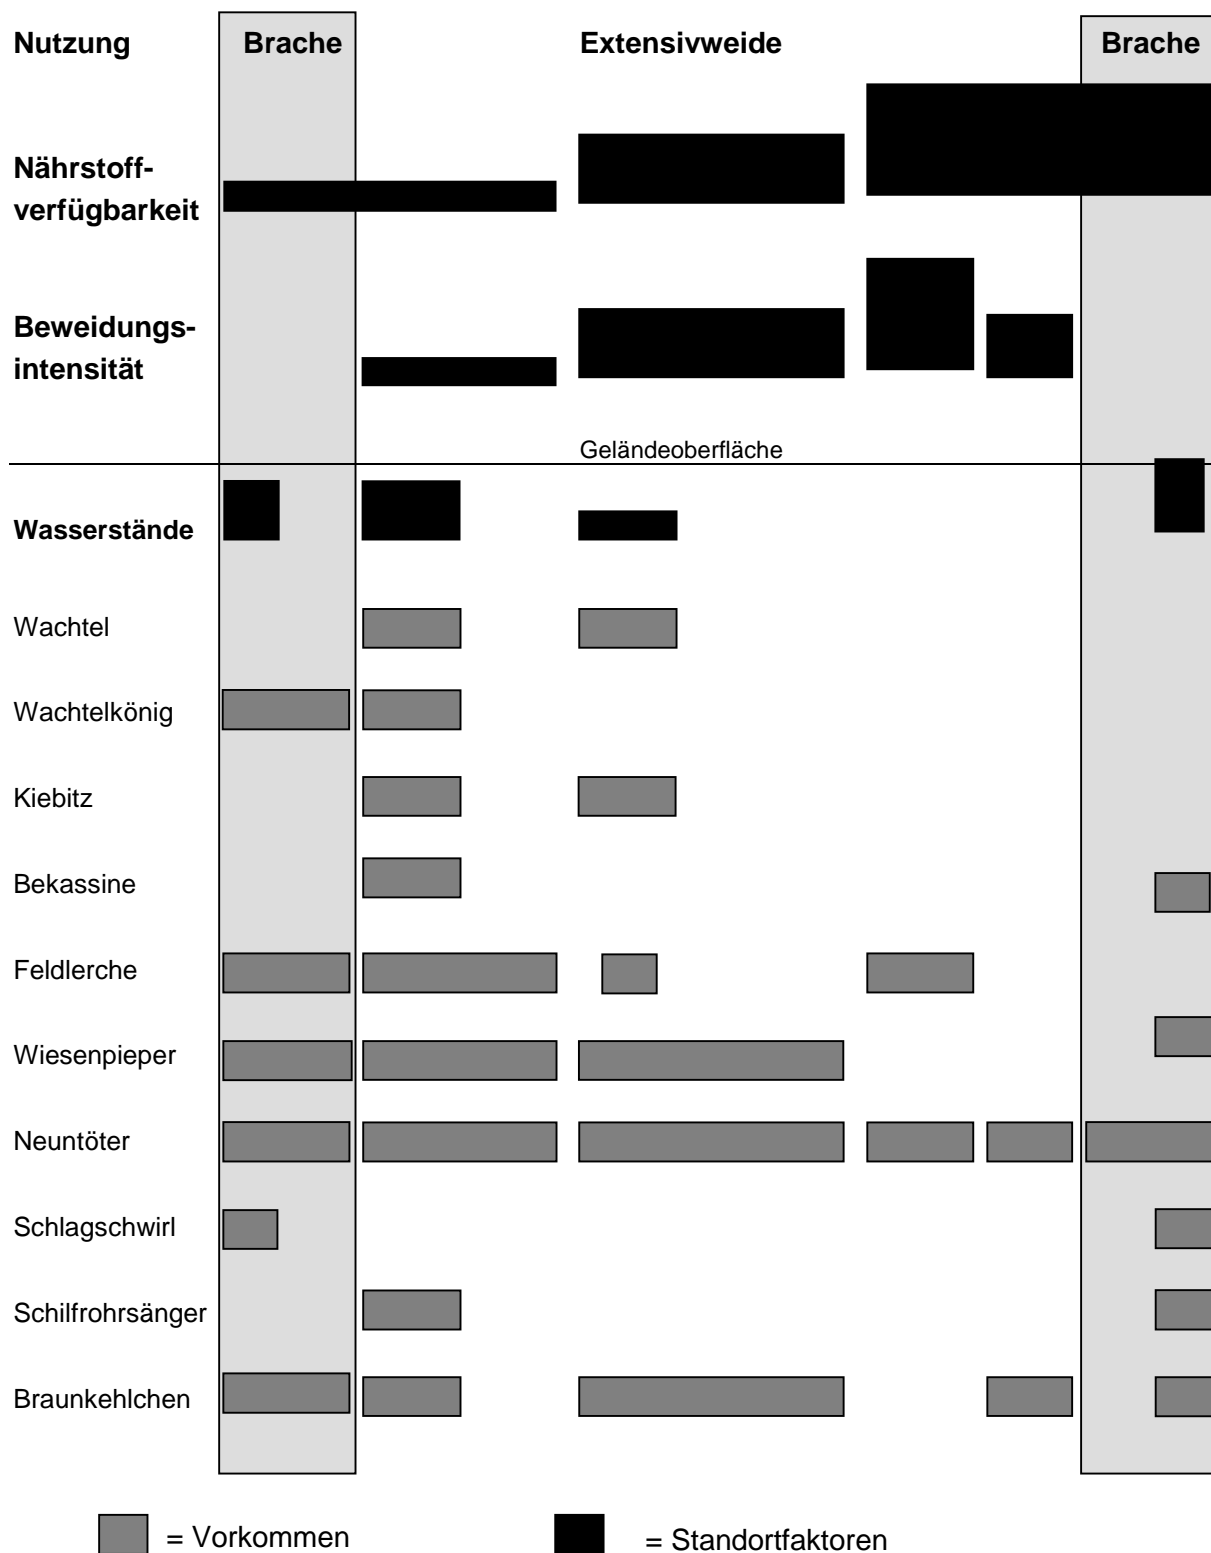 Nutzung Brache Extensivweide Brache
Nährstoff-
verfügbarkeit
Beweidungs-
intensität
Geländeoberfläche
Wasserstände
Wachtel
Wachtelkönig
Kiebitz
Bekassine
Feldlerche
Wiesenpieper
Neuntöter
Schlagschwirl
Schilfrohrsänger
Braunkehlchen
= Vorkommen = Standortfaktoren